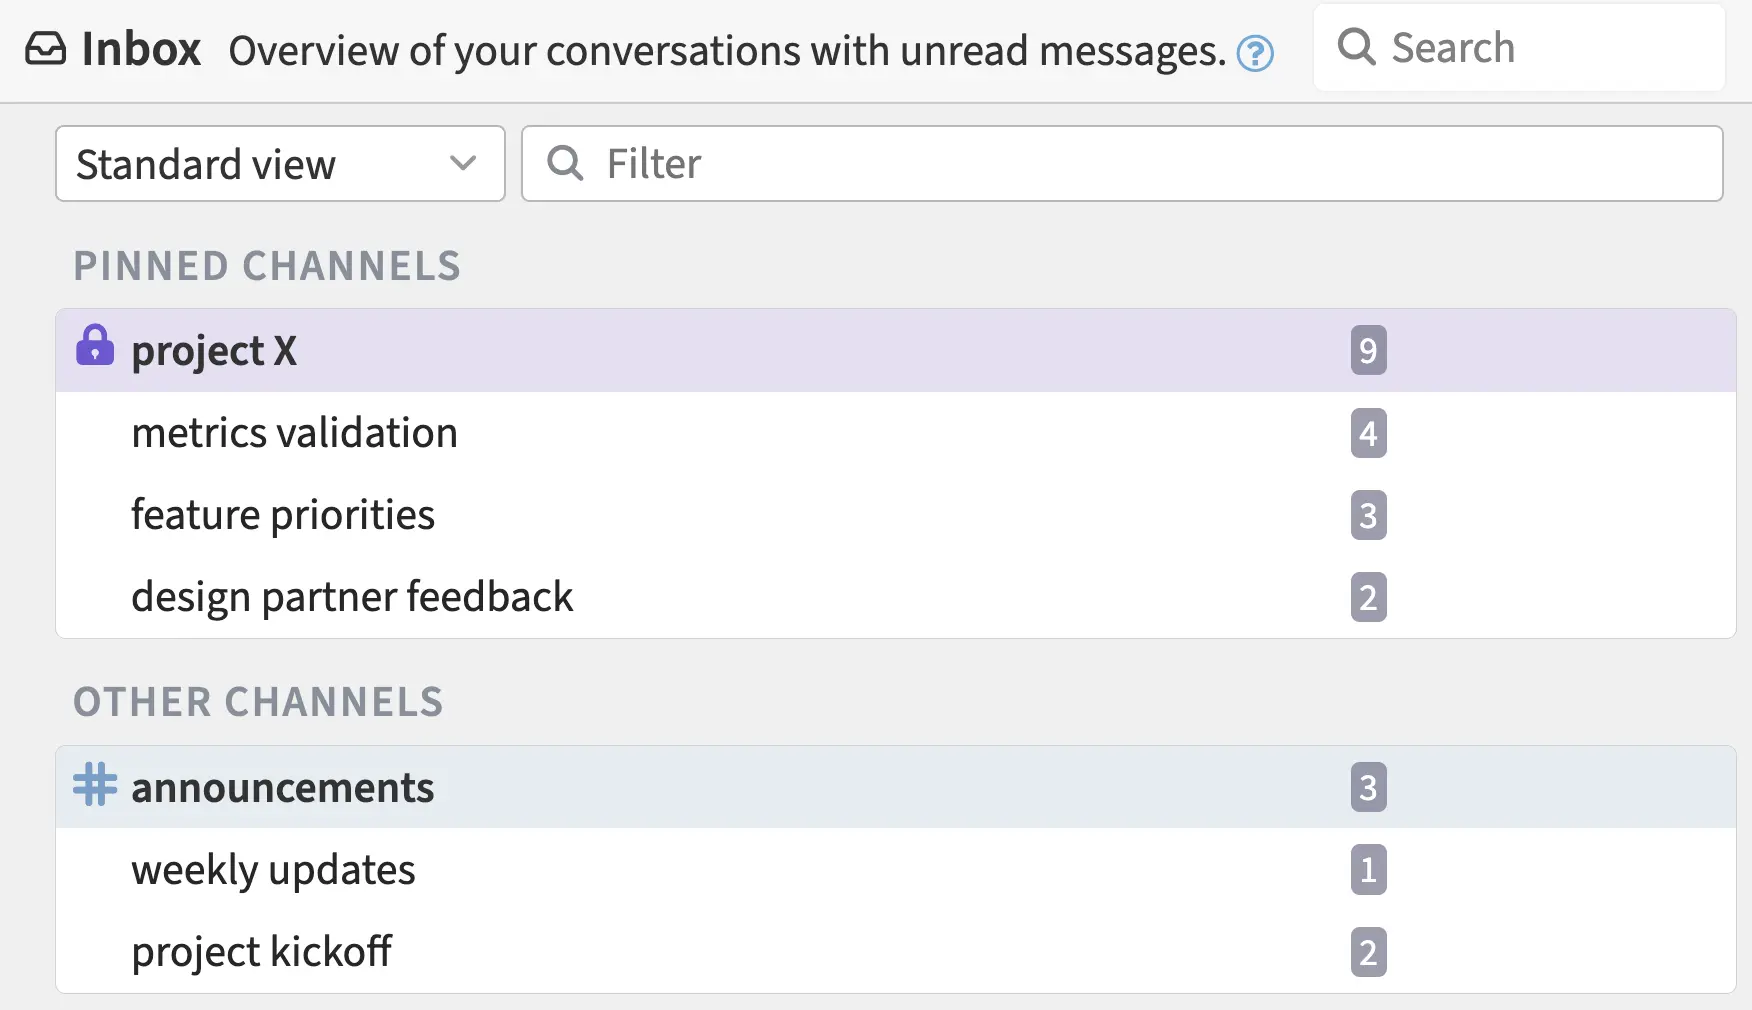 Inbox Overview of your conversations with unread messages. ? Search
Standard view Filter
PINNED CHANNELS
project X 9
metrics validation 4
feature priorities 3
design partner feedback 2
OTHER CHANNELS
# announcements 3
weekly updates 1
project kickoff 2